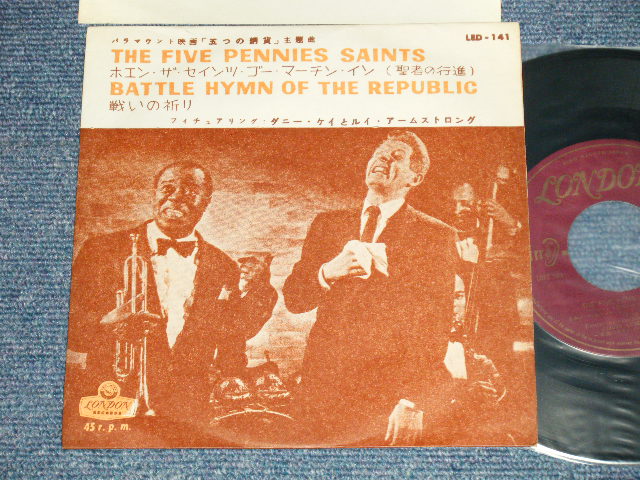 パラマウント映画「五つの銅貨」主題曲
LED-141
THE FIVE PENNIES SAINTS
ホエン・ザ・セインツ・ゴー・マーチン・イン（聖者の行進）
BATTLE HYMN OF THE REPUBLIC
戦いの祈り
フィチュアリング・ダニー・ケイとルイ・アームストロング
LONDON
RECORDS
45 r. p. m.
LONDON